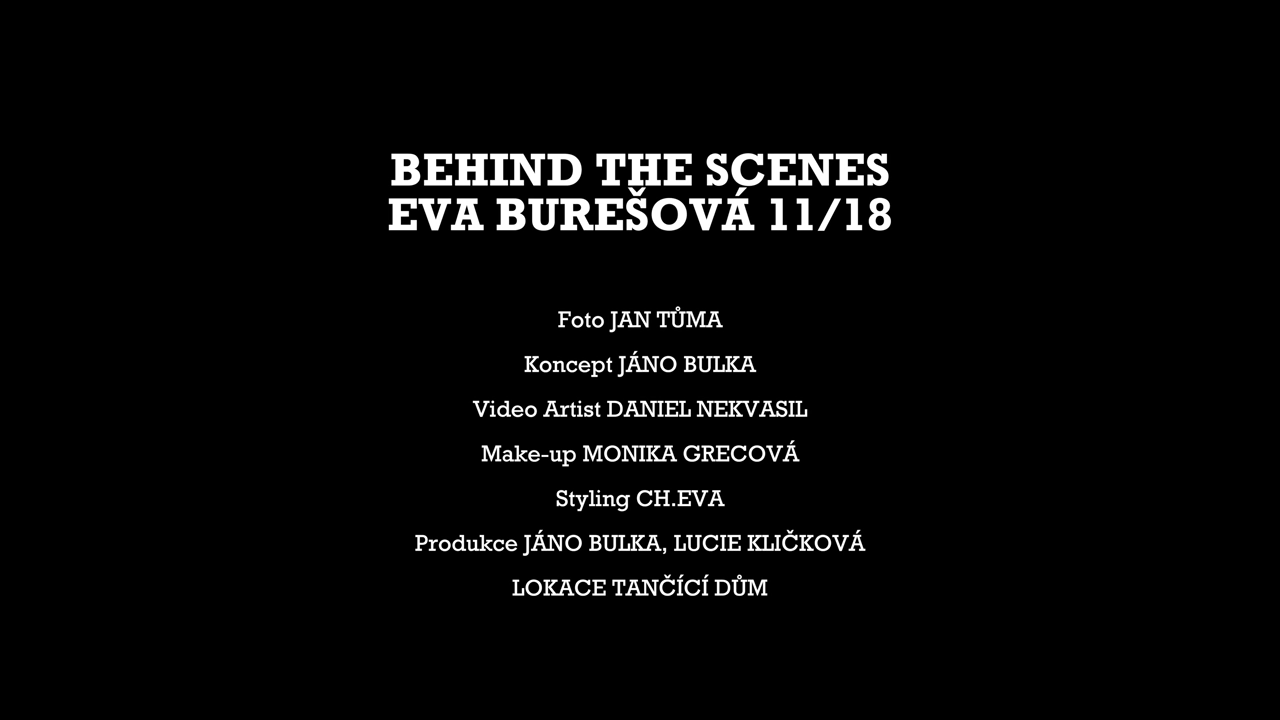 BEHIND THE SCENES
EVA BUREŠOVÁ 11/18
Foto JAN TŮMA
Koncept JÁNO BULKA
Video Artist DANIEL NEKVASIL
Make-up MONIKA GRECOVÁ
Styling CH.EVA
Produkce JÁNO BULKA, LUCIE KLIČKOVÁ
LOKACE TANČÍCÍ DŮM